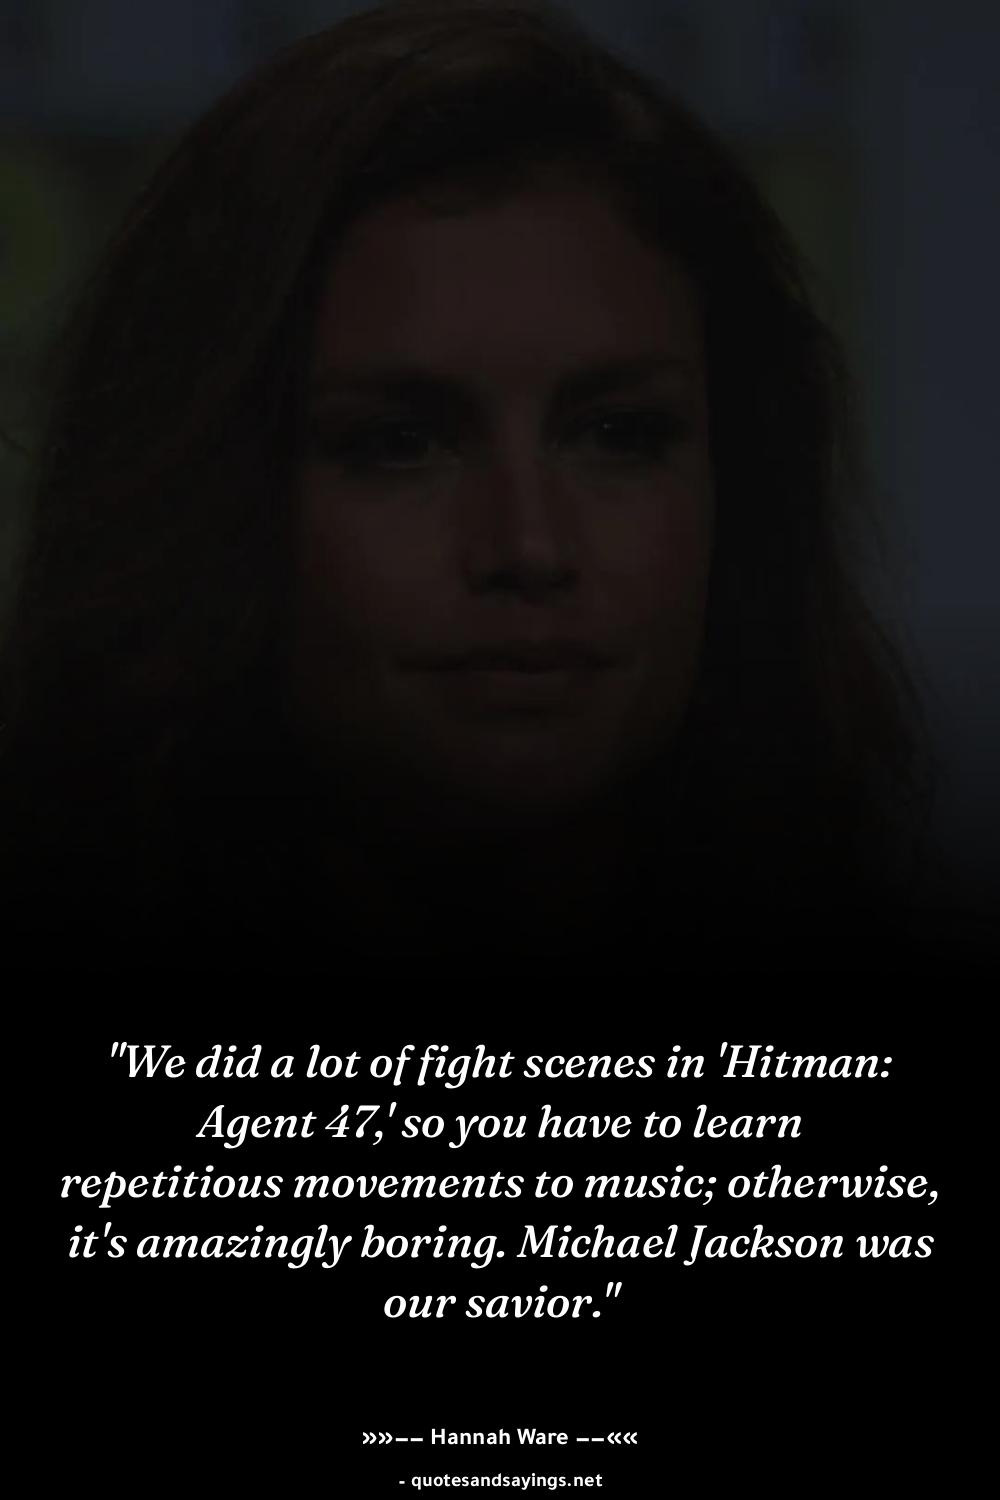 "We did a lot of fight scenes in 'Hitman:
Agent 47,' so you have to learn
repetitious movements to music; otherwise,
it's amazingly boring. Michael Jackson was
our savior."
»»—— Hannah Ware ——««
- quotesandsayings.net